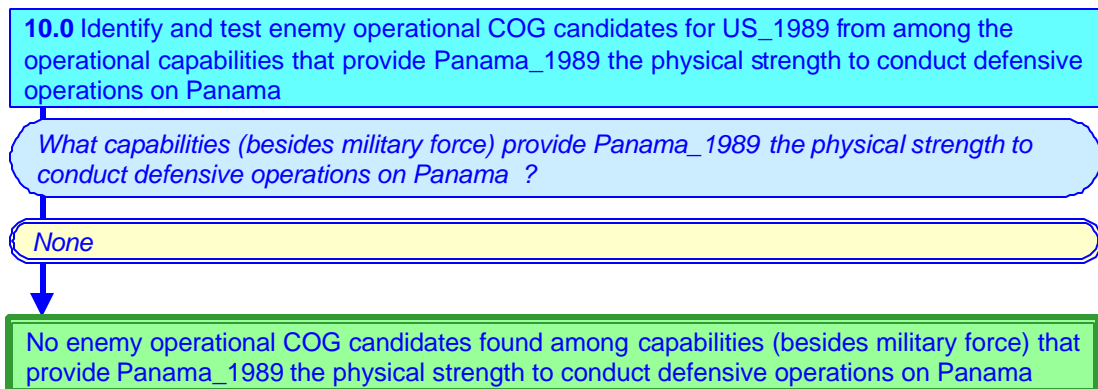 10.0 Identify and test enemy operational COG candidates for US_1989 from among the
operational capabilities that provide Panama_1989 the physical strength to conduct defensive
operations on Panama
What capabilities (besides military force) provide Panama_1989 the physical strength to
conduct defensive operations on Panama ?
None
No enemy operational COG candidates found among capabilities (besides military force) that
provide Panama_1989 the physical strength to conduct defensive operations on Panama